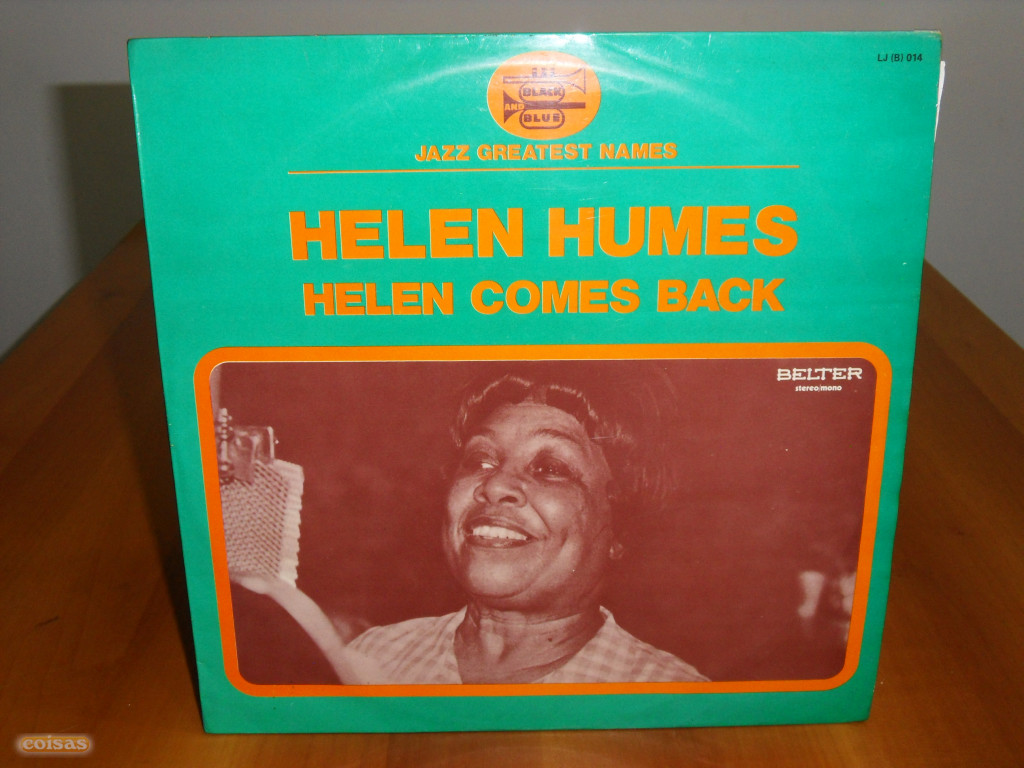 LJ (B) 014
BLACK
AND
BLUE
JAZZ GREATEST NAMES
HELEN HUMES
HELEN COMES BACK
BELTER
stereo/mono
coisas